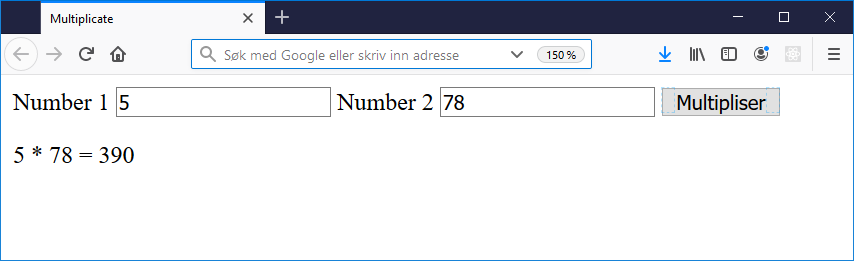 Multiplicate
Søk med Google eller skriv inn adresse 150 %
Number 1 5 Number 2 78 Multipliser
5 * 78 = 390